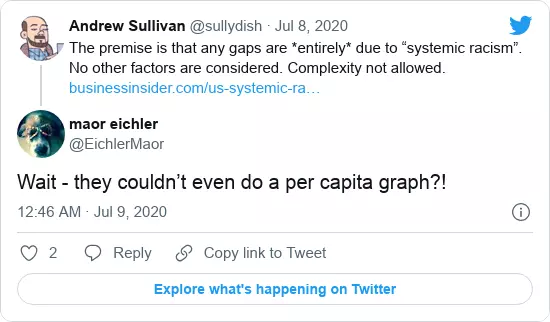 Andrew Sullivan @sullydish · Jul 8, 2020
The premise is that any gaps are *entirely* due to “systemic racism”.
No other factors are considered. Complexity not allowed.
businessinsider.com/us-systemic-ra…
maor eichler
@EichlerMaor
Wait - they couldn’t even do a per capita graph?!
12:46 AM · Jul 9, 2020
2 Reply Copy link to Tweet
Explore what's happening on Twitter